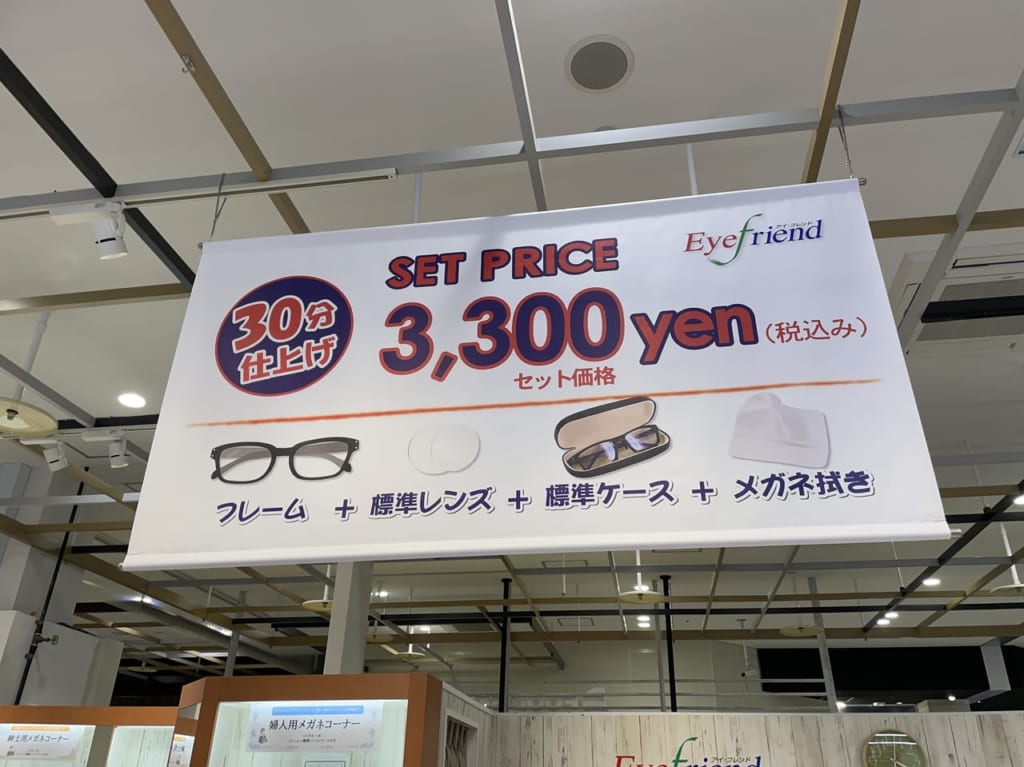 アイ・フレンド
Eyefriend
SET PRICE
30分
仕上げ
3,300 yen (税込み)
セット価格
フレーム + 標準レンズ + 標準ケース + メガネ拭き
婦人用メガネコーナー
紳士用メガネコーナー
アイ・フレンド
Eyefriend